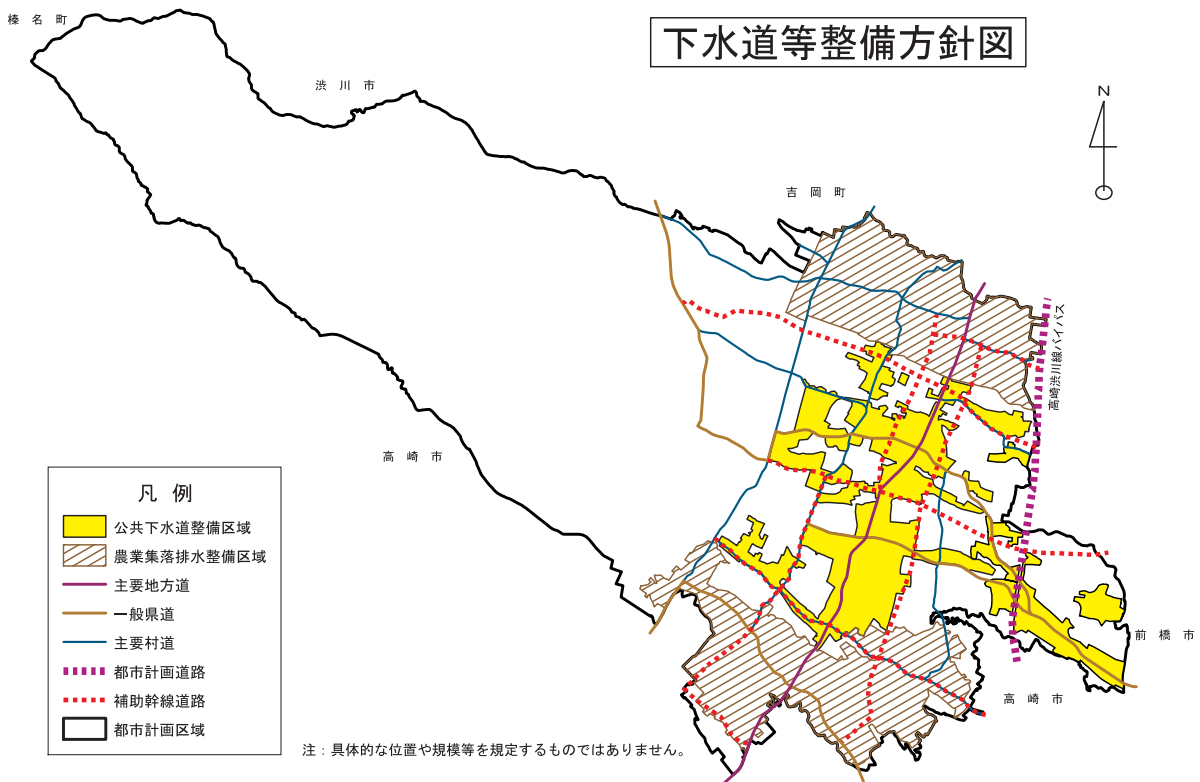 下水道等整備方針図
榛名町
渋川市
N
吉岡町
高崎渋川線バイパス
高崎市
凡例
公共下水道整備区域
農業集落排水整備区域
主要地方道
一般県道
主要村道
都市計画道路
補助幹線道路
都市計画区域
前橋市
高崎市
注：具体的な位置や規模等を規定するものではありません。